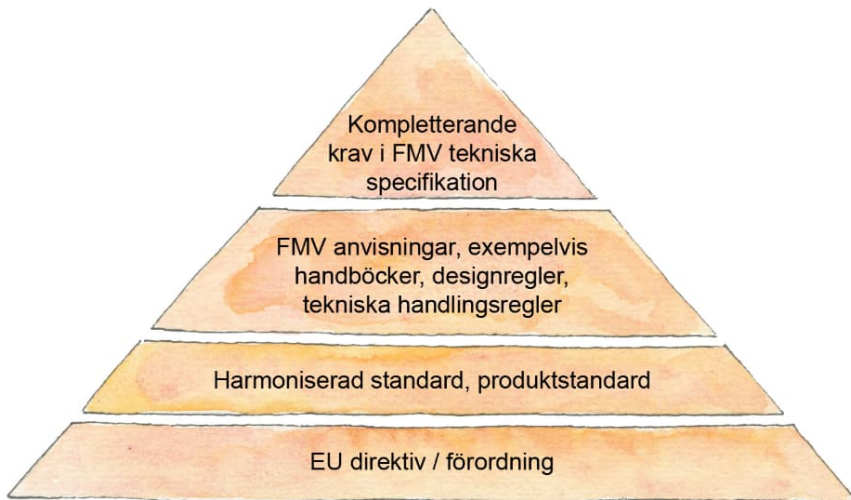 Kompletterande
krav i FMV tekniska
specifikation
FMV anvisningar, exempelvis
handböcker, designregler,
tekniska handlingsregler
Harmoniserad standard, produktstandard
EU direktiv / förordning